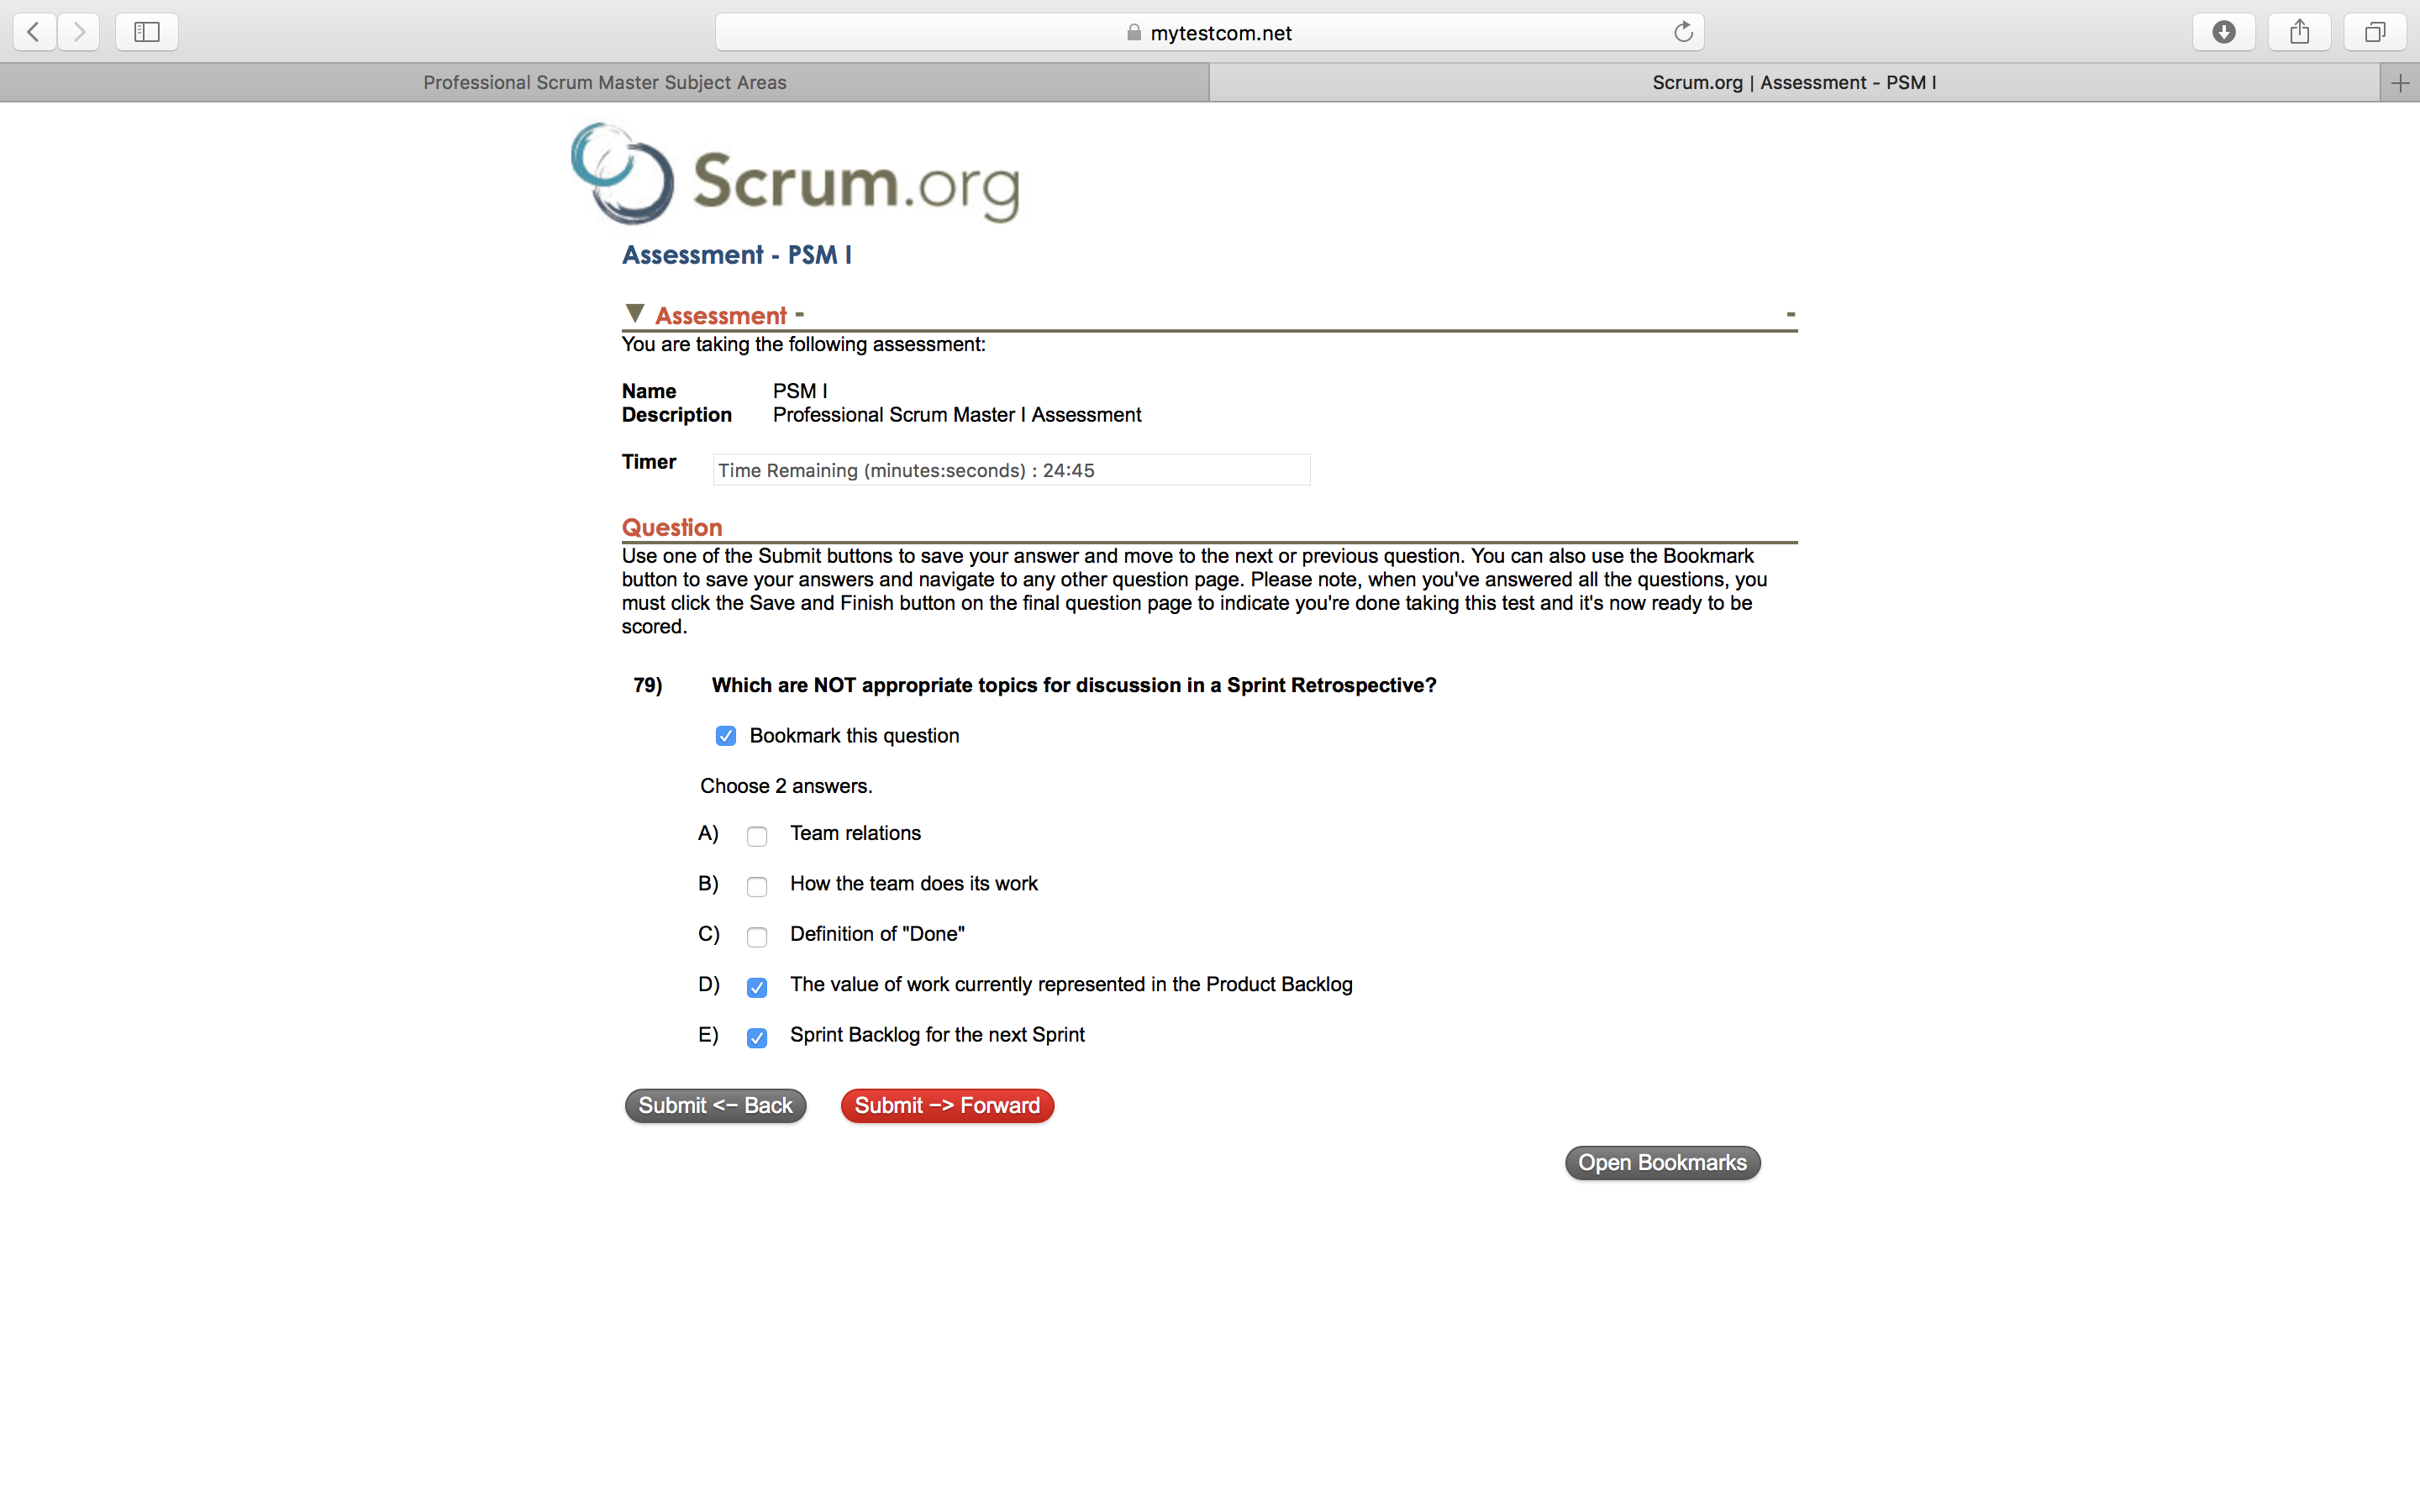 mytestcom.net
Professional Scrum Master Subject Areas
Scrum.org | Assessment - PSM I
Scrum.org
Assessment - PSM I
Assessment -
-
You are taking the following assessment:
Name PSM I
Description Professional Scrum Master I Assessment
Timer Time Remaining (minutes:seconds) : 24:45
Question
Use one of the Submit buttons to save your answer and move to the next or previous question. You can also use the Bookmark
button to save your answers and navigate to any other question page. Please note, when you've answered all the questions, you
must click the Save and Finish button on the final question page to indicate you're done taking this test and it's now ready to be
scored.
79) Which are NOT appropriate topics for discussion in a Sprint Retrospective?
Bookmark this question
Choose 2 answers.
A) Team relations
B) How the team does its work
C) Definition of "Done"
D) The value of work currently represented in the Product Backlog
E) Sprint Backlog for the next Sprint
Submit <– Back Submit –> Forward
Open Bookmarks